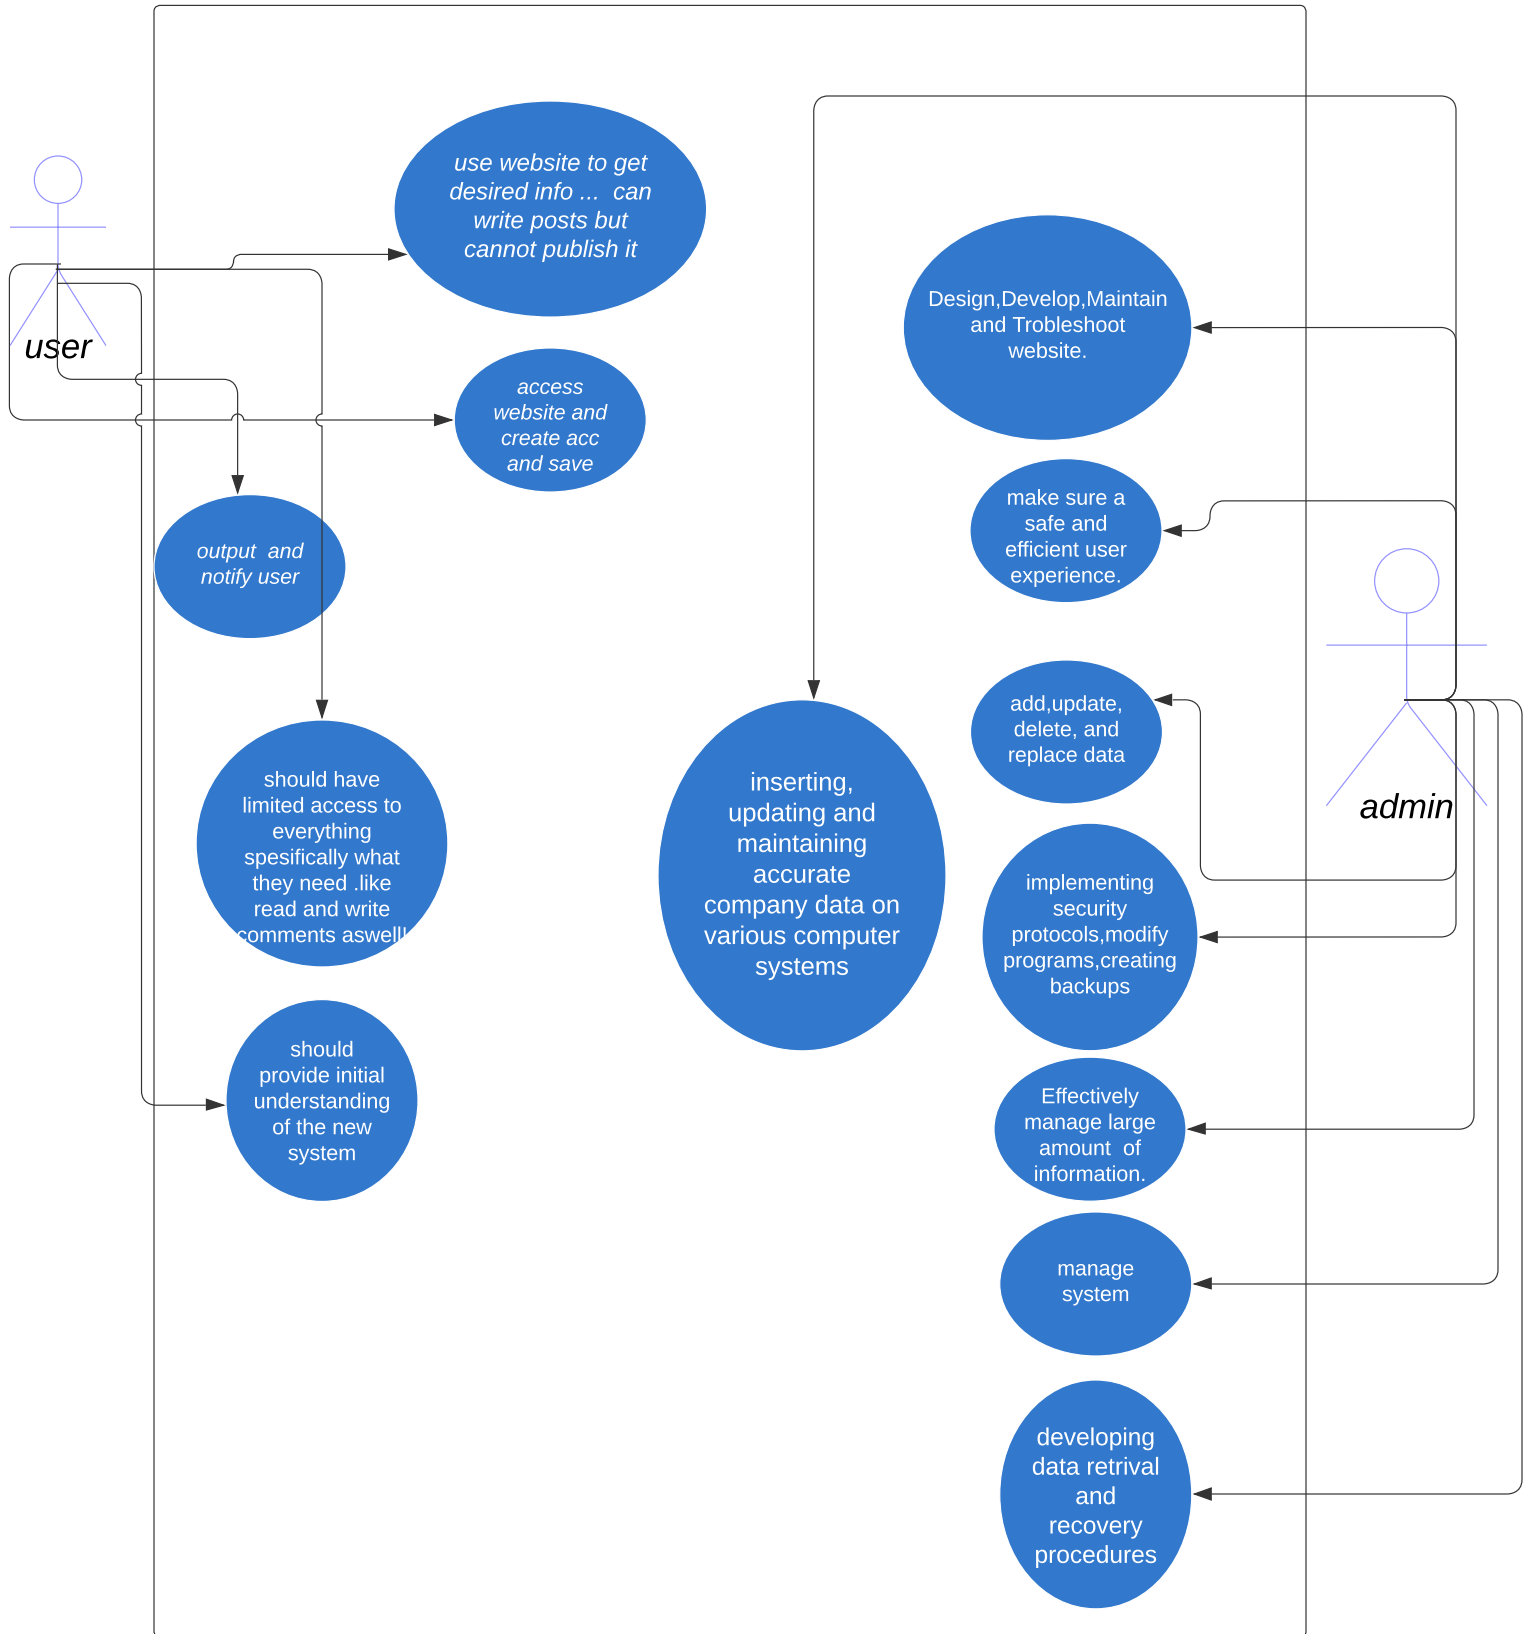 use website to get
desired info ...  can
write posts but
cannot publish it
user
access
website and
create acc
and save
output  and
notify user
should have
limited access to
everything
spesifically what
they need .like
read and write
comments aswell!
should
provide initial
understanding
of the new
system
inserting,
updating and
maintaining
accurate
company data on
various computer
systems
Design,Develop,Maintain
and Trobleshoot
website.
make sure a
safe and
efficient user
experience.
add,update,
delete, and
replace data
admin
implementing
security
protocols,modify
programs,creating
backups
Effectively
manage large
amount  of
information.
manage
system
developing
data retrival
and
recovery
procedures